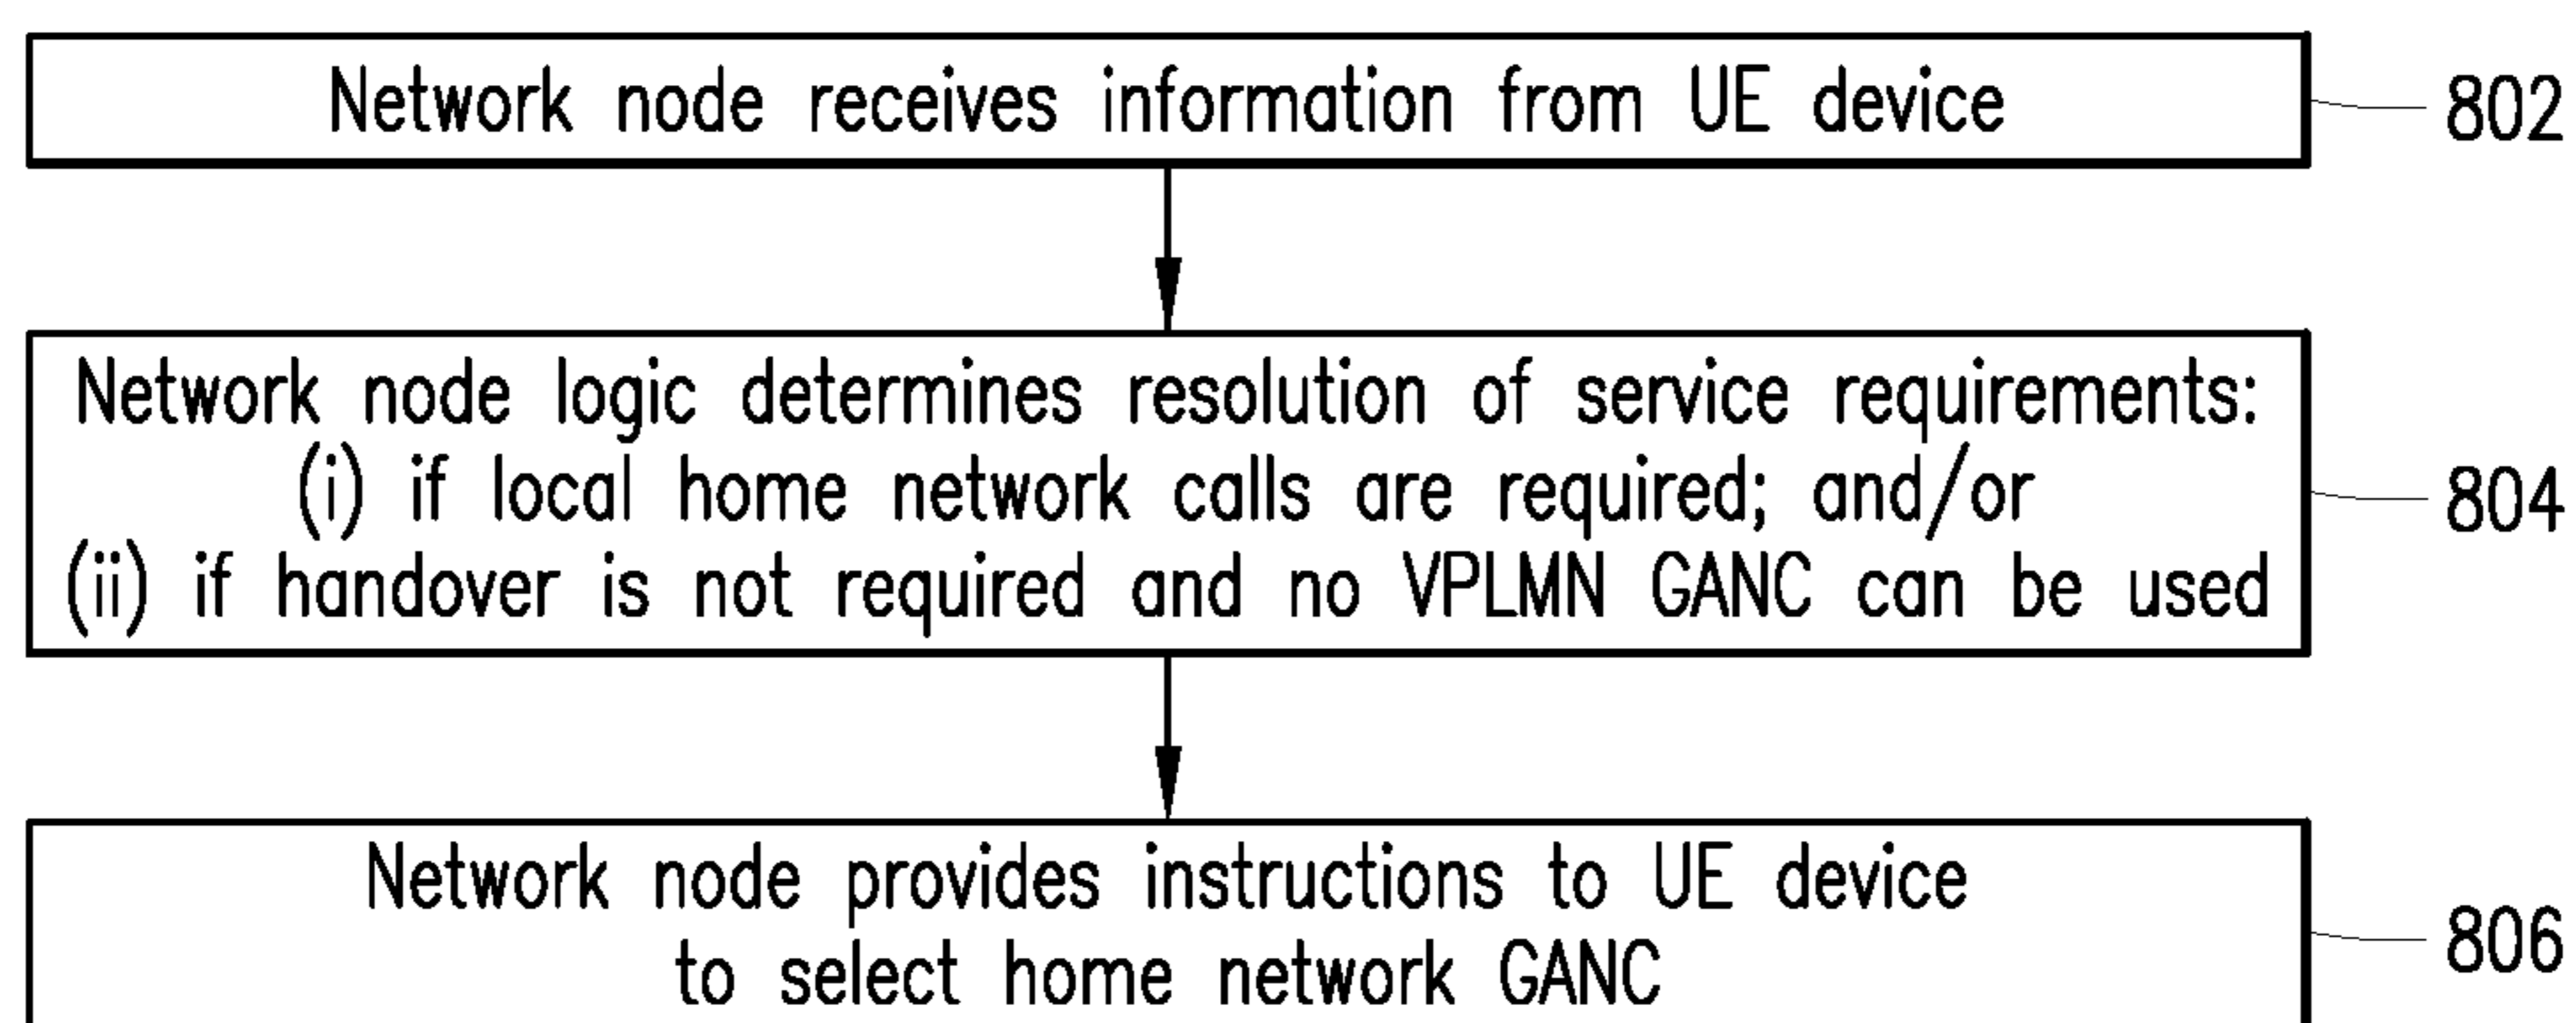 Network node receives information from UE device
802
Network node logic determines resolution of service requirements:
(i) if local home network calls are required; and/or
(ii) if handover is not required and no VPLMN GANC can be used
804
Network node provides instructions to UE device
to select home network GANC
806